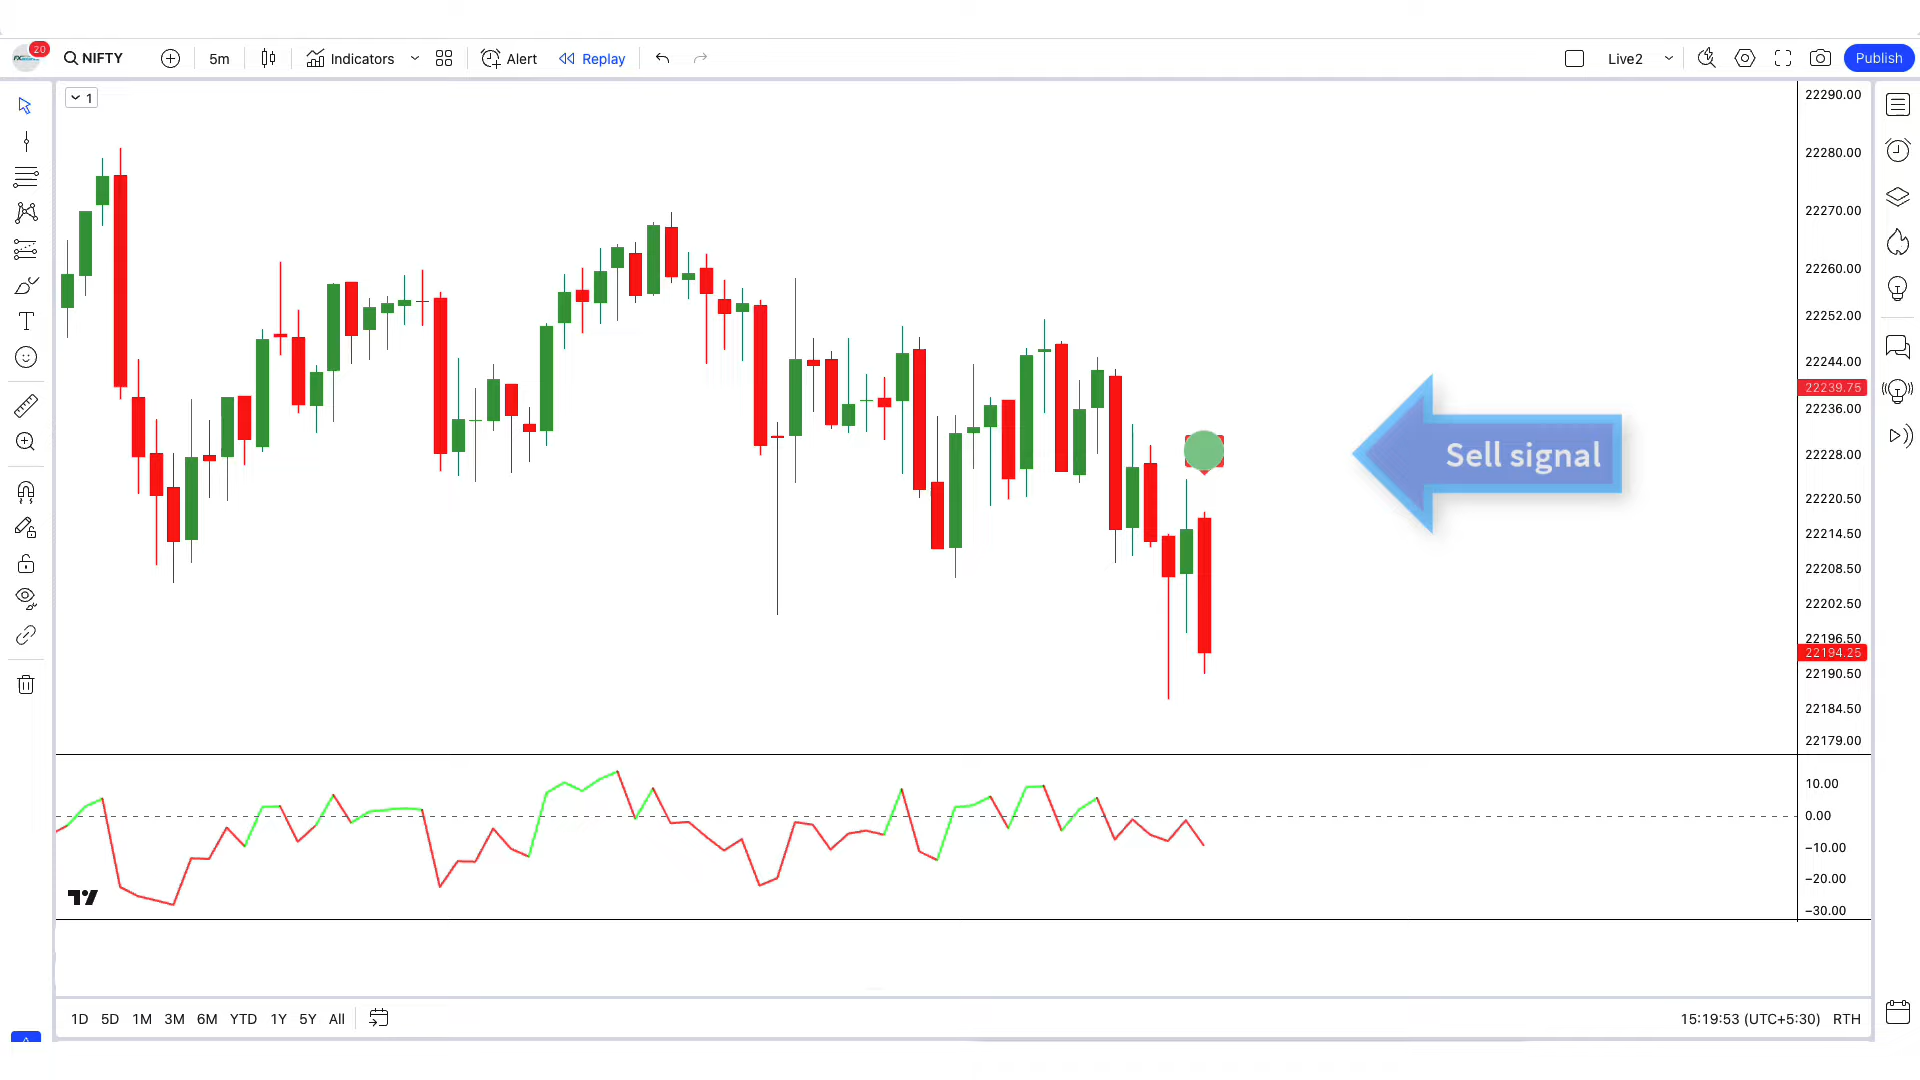 20
NIFTY
5m
Indicators
Alert
Replay
Live2
Publish
1
22290.00
22280.00
22270.00
22260.00
22252.00
22244.00
22239.75
22236.00
22228.00
22220.50
22214.50
22208.50
22202.50
22196.50
22194.25
22190.50
22184.50
22179.00
Sell signal
10.00
0.00
−10.00
−20.00
−30.00
1D 5D 1M 3M 6M YTD 1Y 5Y All
15:19:53 (UTC+5:30) RTH